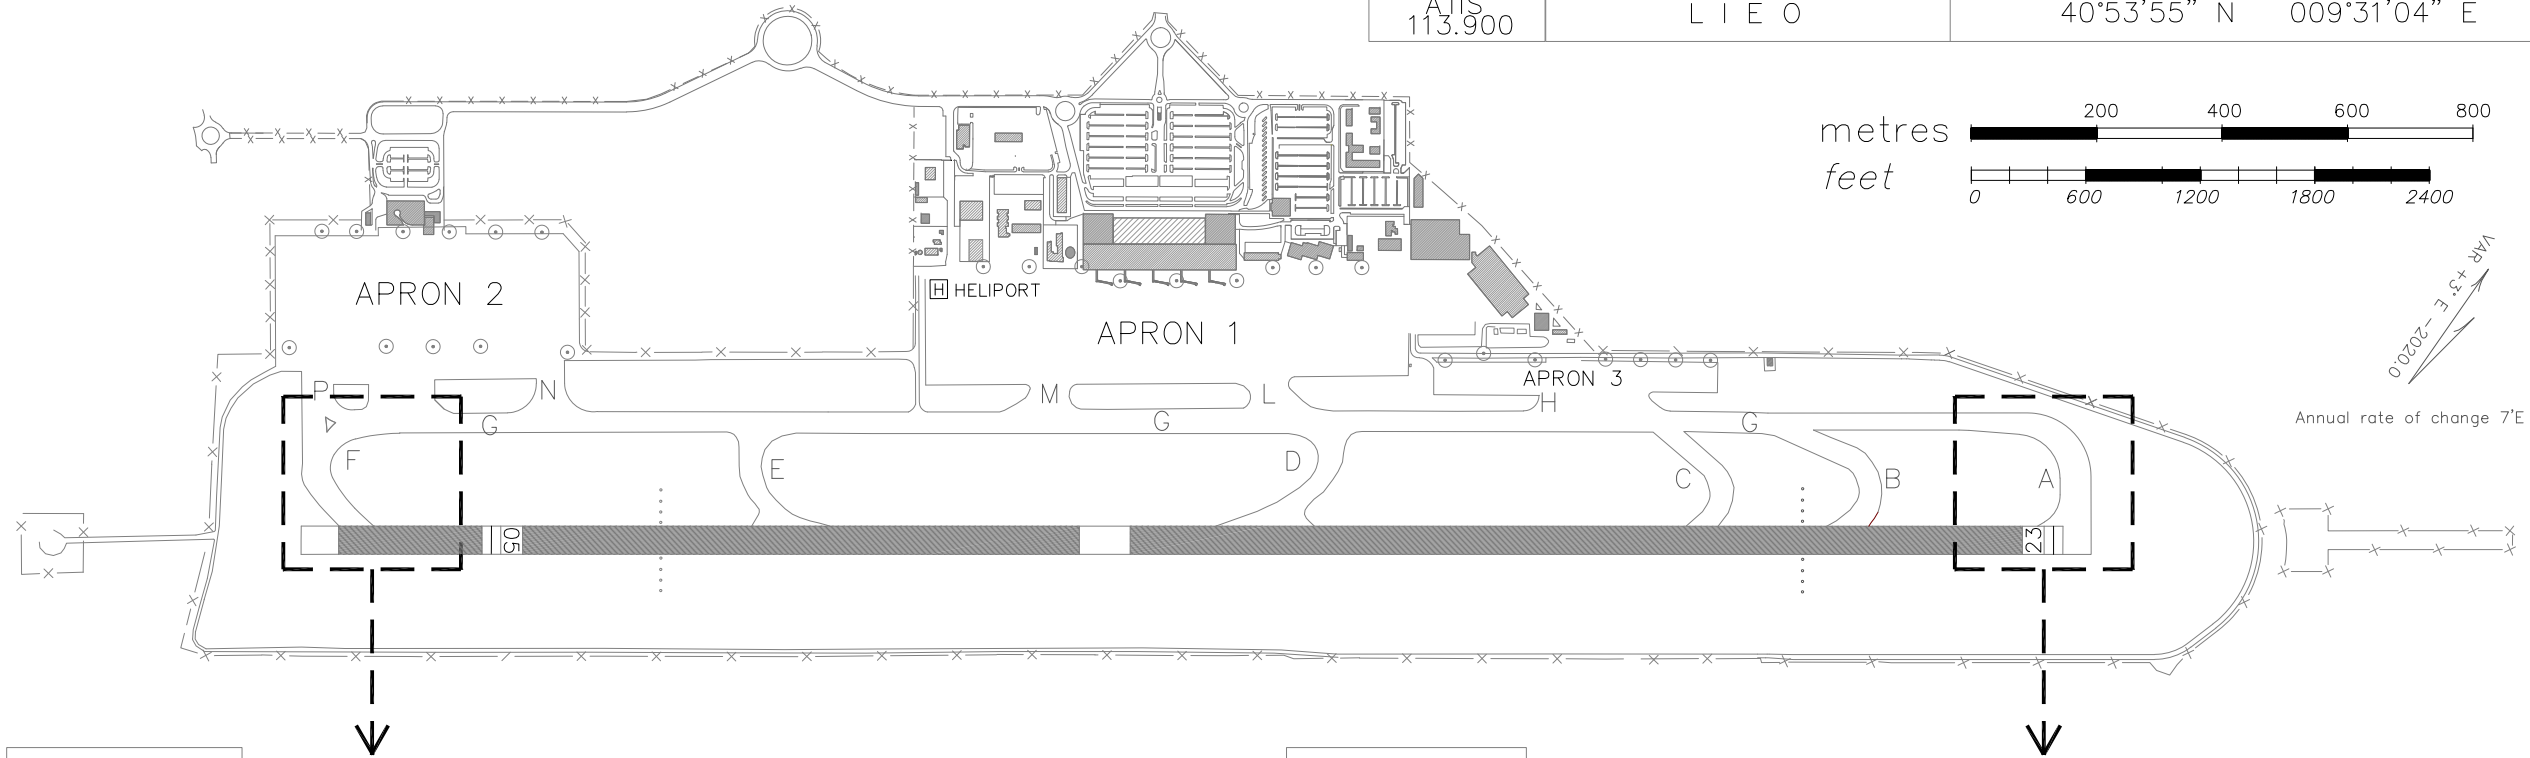 113.900
L I E O
40°53'55" N 009°31'04" E
metres
200 400 600 800
feet
0 600 1200 1800 2400
VAR +3° E -2020.0
Annual rate of change 7'E
APRON 2
H HELIPORT
APRON 1
APRON 3
P
N
M
L
H
G
G
G
F
E
D
C
B
A
05
23